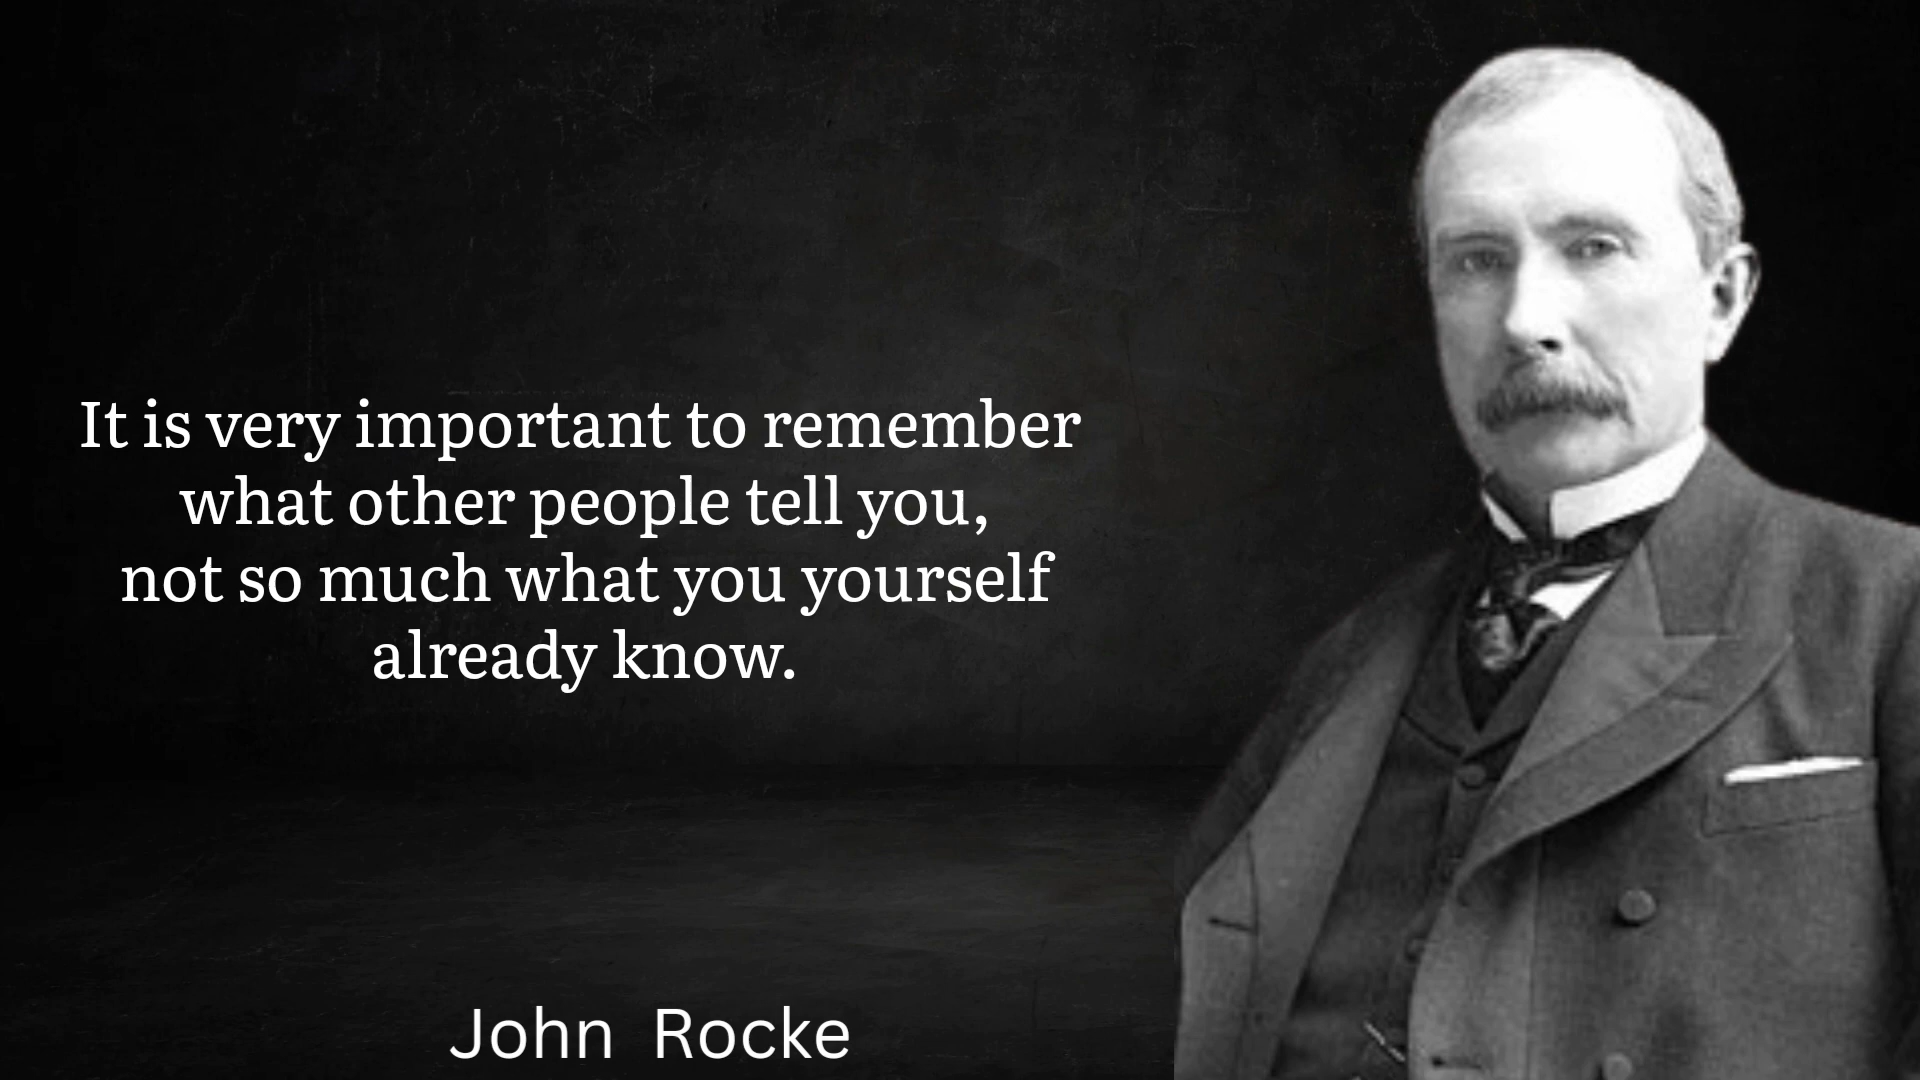 It is very important to remember
what other people tell you,
not so much what you yourself
already know.
John Rocke